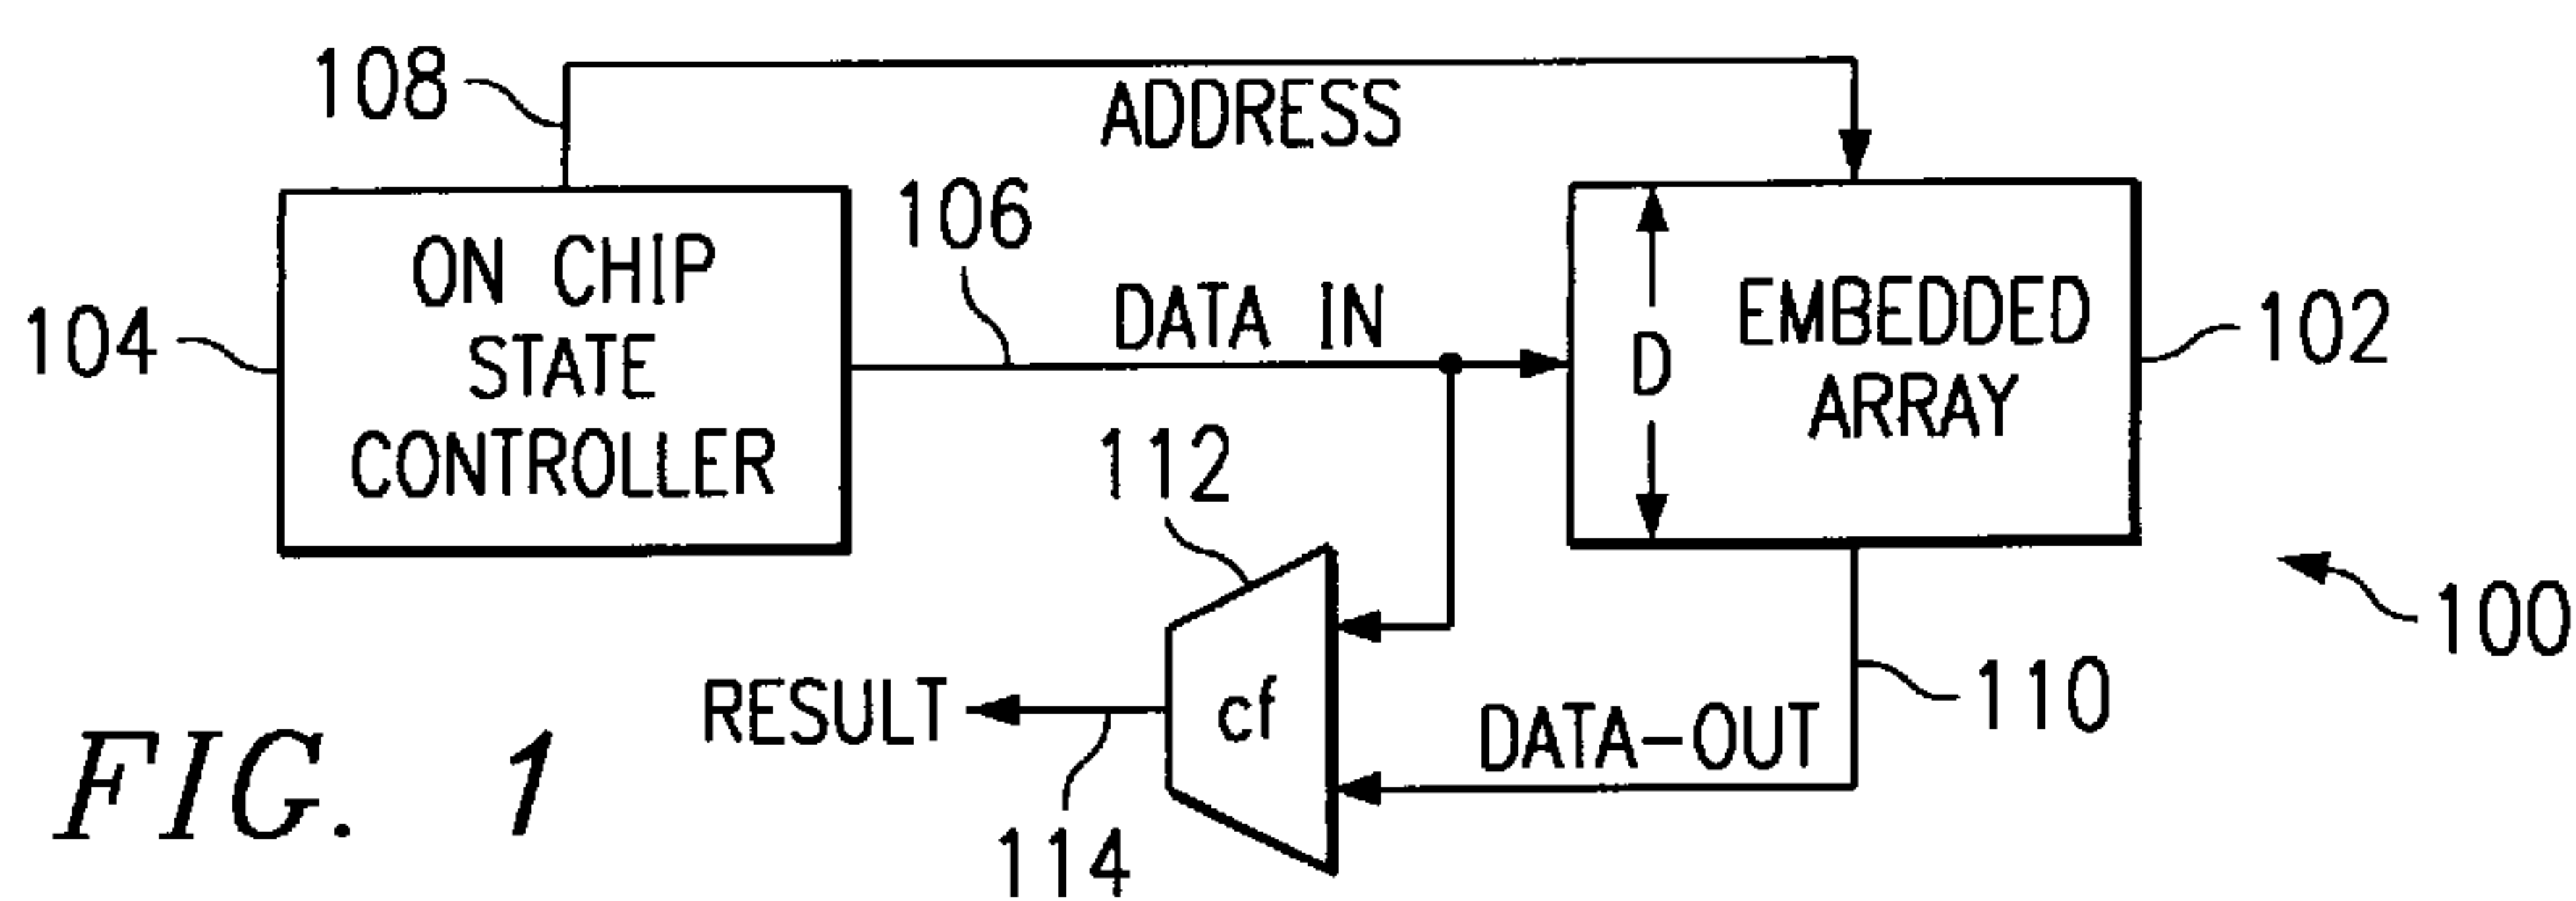 108
ADDRESS
106
ON CHIP
STATE
CONTROLLER
104
DATA IN
D
EMBEDDED
ARRAY
102
112
cf
100
RESULT
DATA-OUT
110
114
FIG. 1